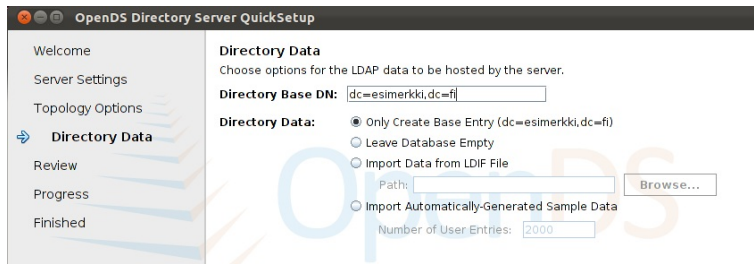 OpenDS Directory Server QuickSetup
Welcome
Server Settings
Topology Options
Directory Data
Review
Progress
Finished
Directory Data
Choose options for the LDAP data to be hosted by the server.
Directory Base DN: dc=esimerkki,dc=fi
Directory Data: Only Create Base Entry (dc=esimerkki,dc=fi)
Leave Database Empty
Import Data from LDIF File
Path: Browse...
Import Automatically-Generated Sample Data
Number of User Entries: 2000
OpenDS